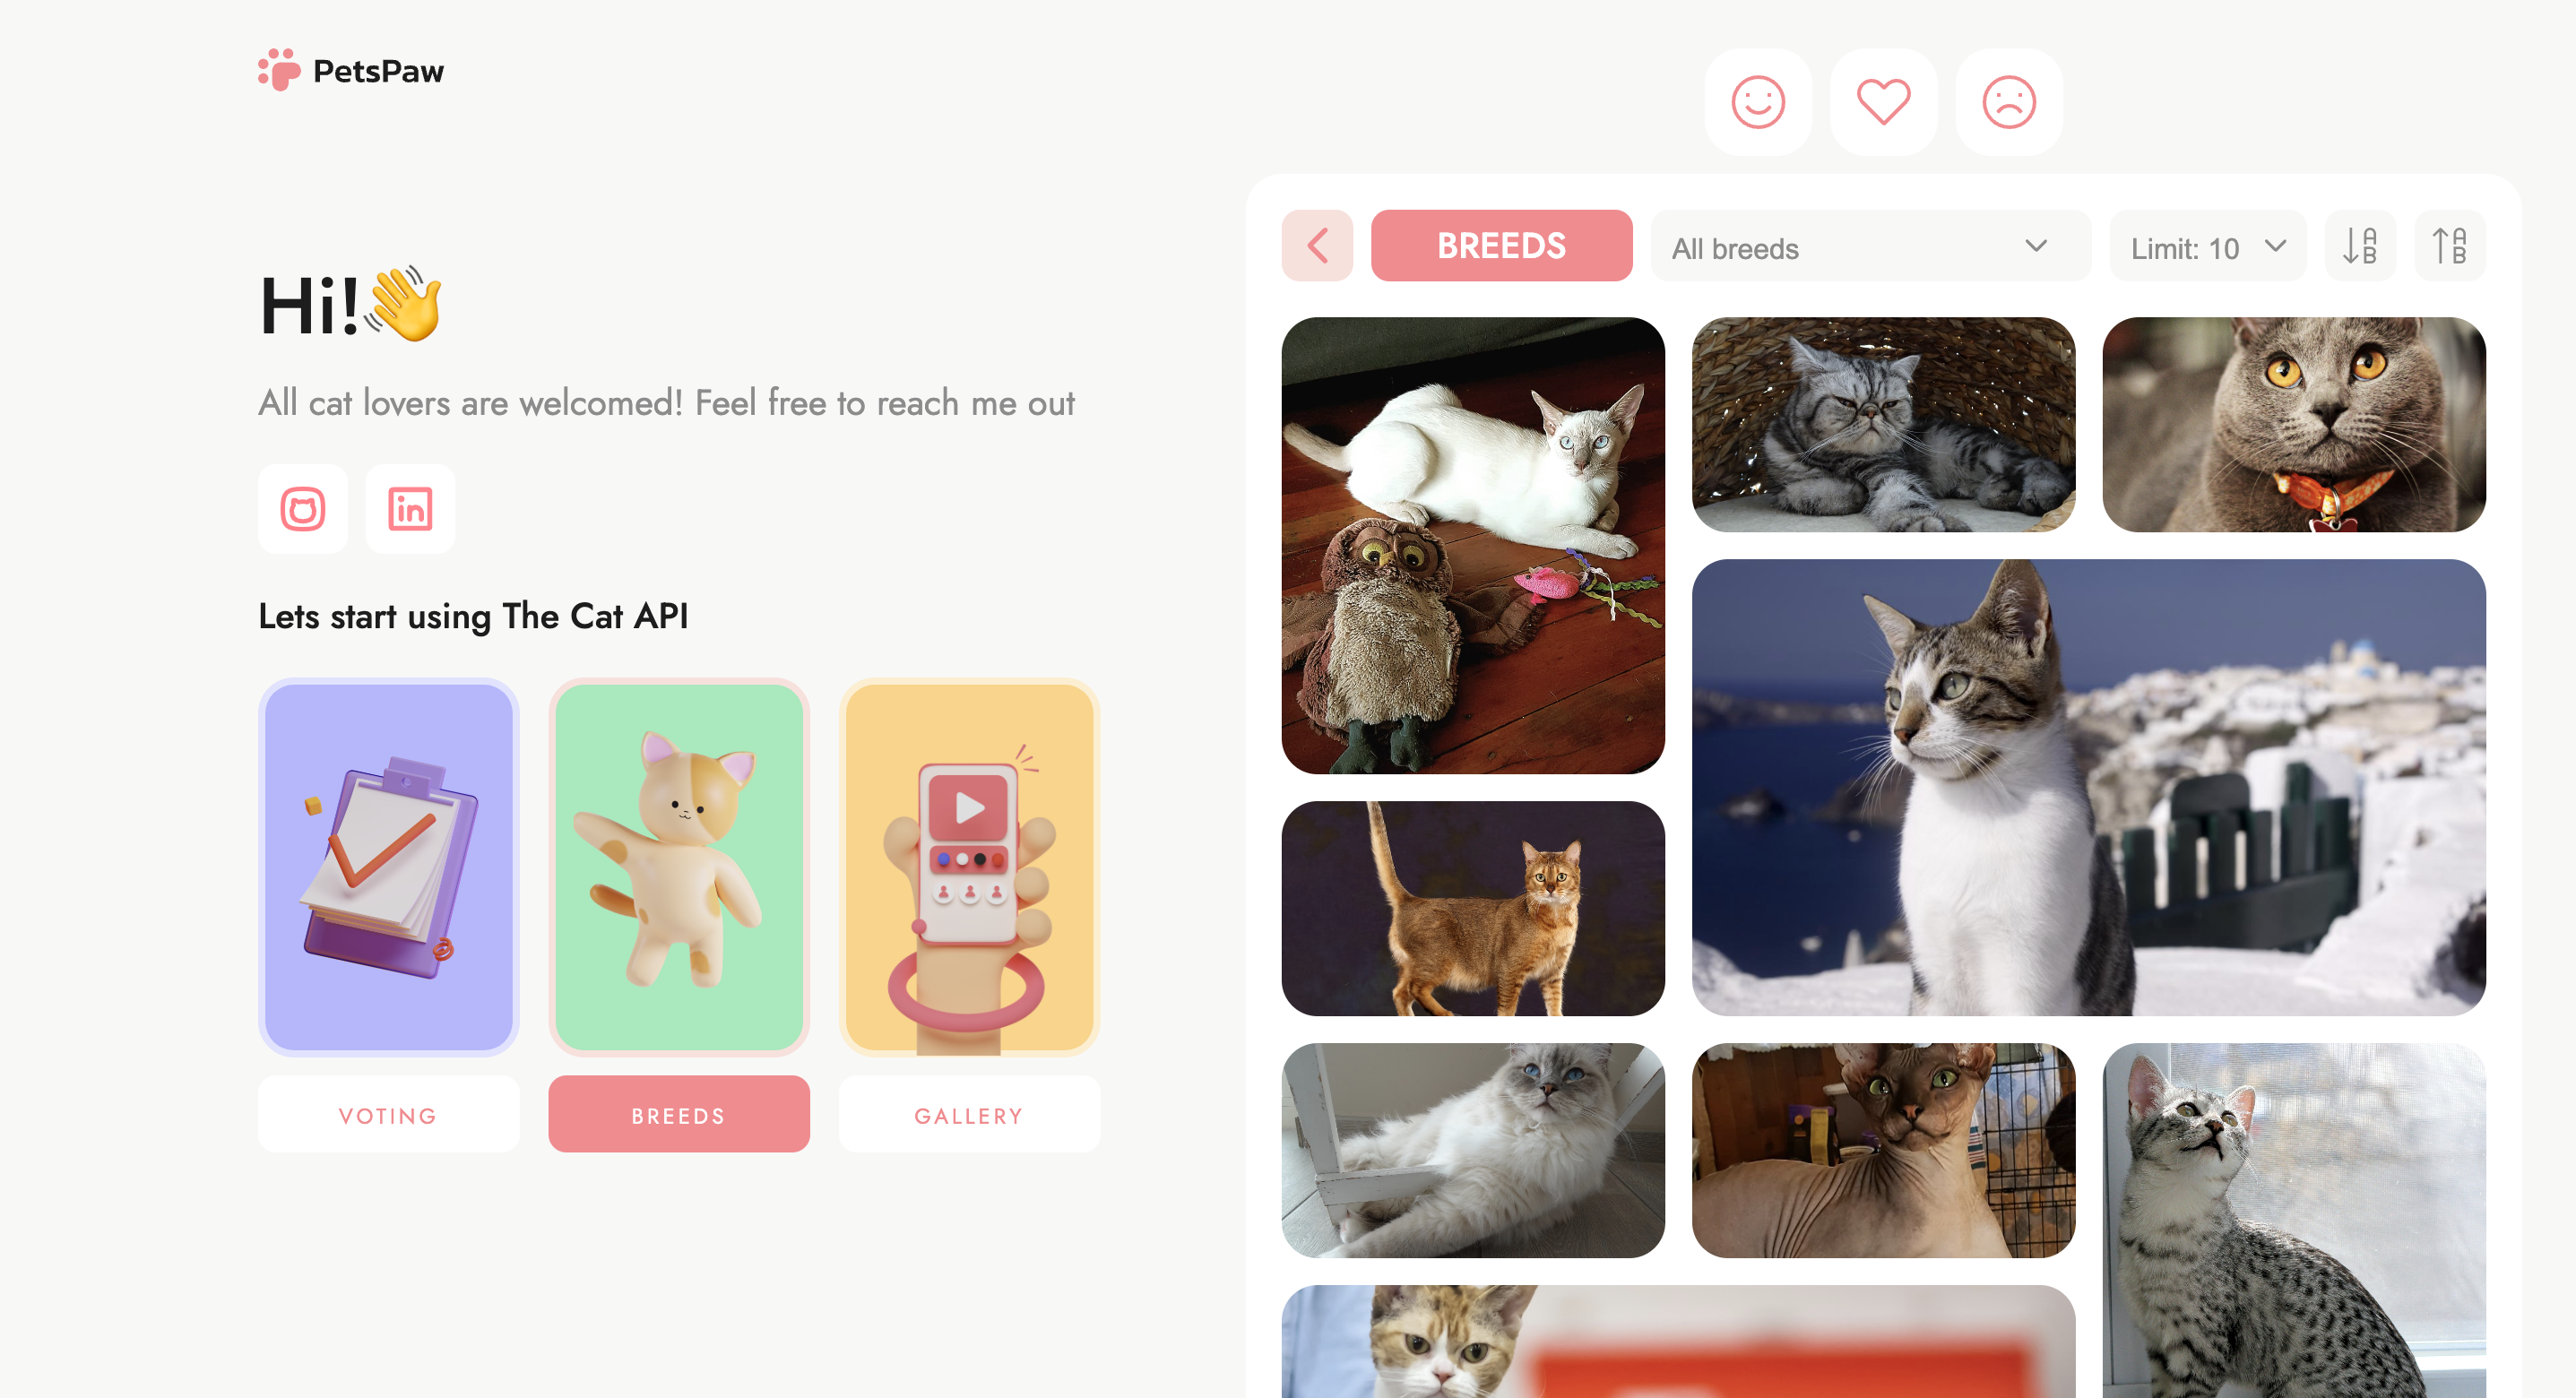 PetsPaw
Hi!👋
All cat lovers are welcomed! Feel free to reach me out
in
Lets start using The Cat API
VOTING
BREEDS
GALLERY
BREEDS
All breeds
Limit: 10
A
B
A
B